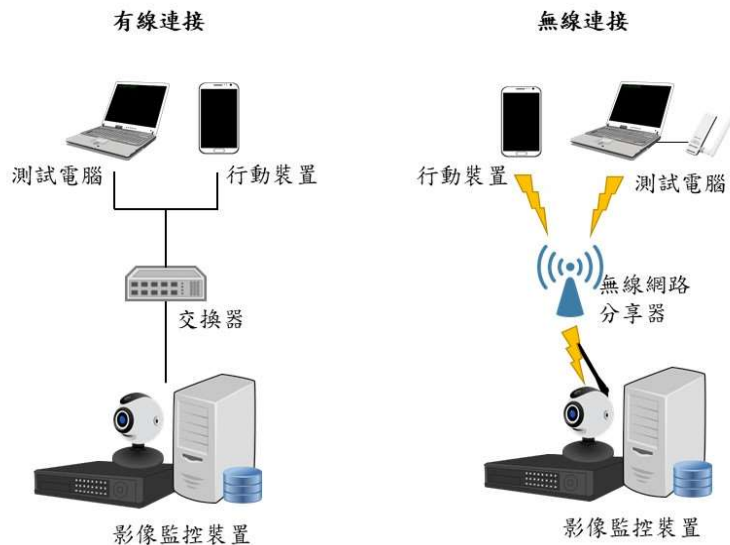 有線連接
無線連接
測試電腦
行動裝置
行動裝置
測試電腦
交換器
無線網路
分享器
影像監控裝置
影像監控裝置